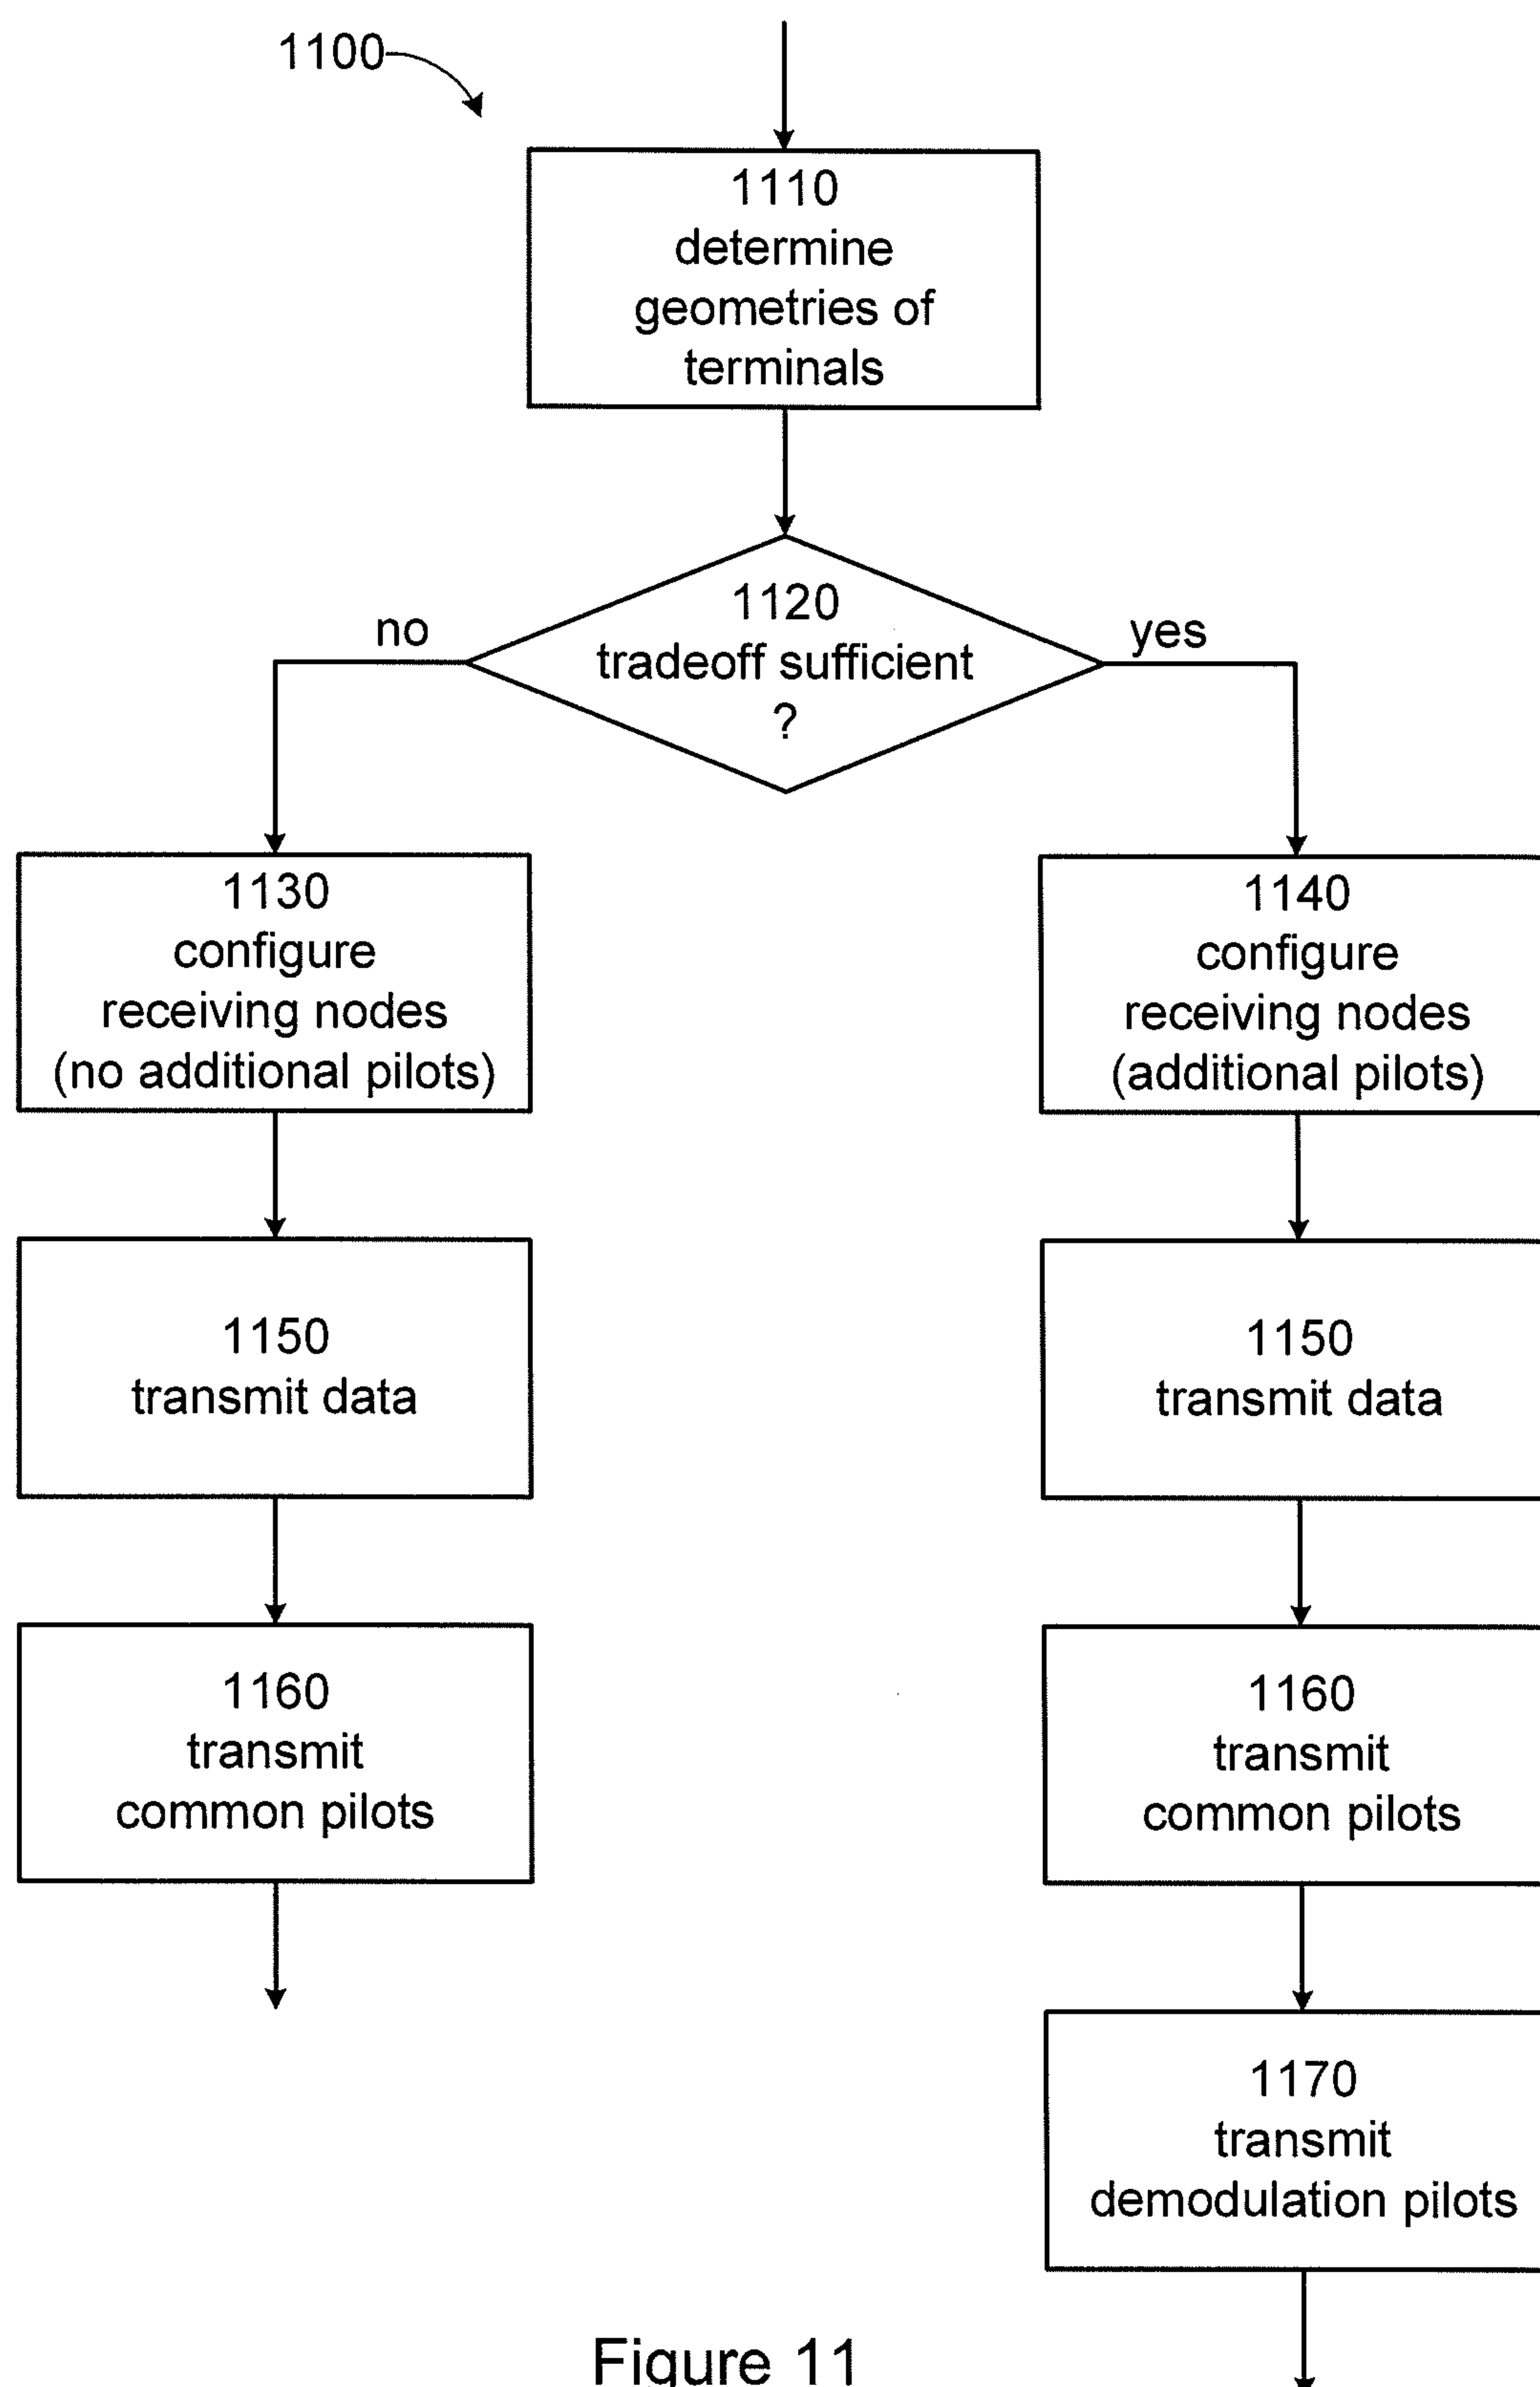 1100
1110
determine
geometries of
terminals
1120
tradeoff sufficient
?
no
yes
1130
configure
receiving nodes
(no additional pilots)
1140
configure
receiving nodes
(additional pilots)
1150
transmit data
1150
transmit data
1160
transmit
common pilots
1160
transmit
common pilots
1170
transmit
demodulation pilots
Figure 11